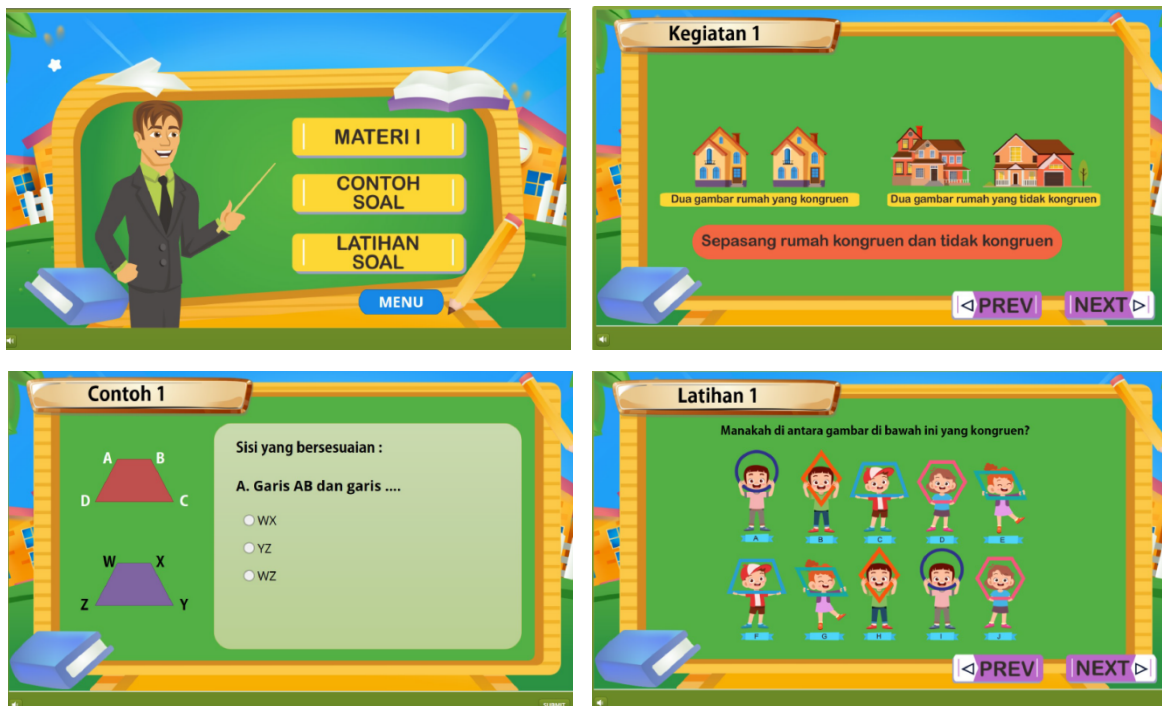 MATERI I
CONTOH
SOAL
LATIHAN
SOAL
MENU
Kegiatan 1
Dua gambar rumah yang kongruen
Dua gambar rumah yang tidak kongruen
Sepasang rumah kongruen dan tidak kongruen
PREV
NEXT
Contoh 1
A
B
D
C
W
X
Z
Y
Sisi yang bersesuaian :
A. Garis AB dan garis ....
WX
YZ
WZ
SUBMIT
Latihan 1
Manakah di antara gambar di bawah ini yang kongruen?
A
B
C
D
E
F
G
H
I
J
PREV
NEXT